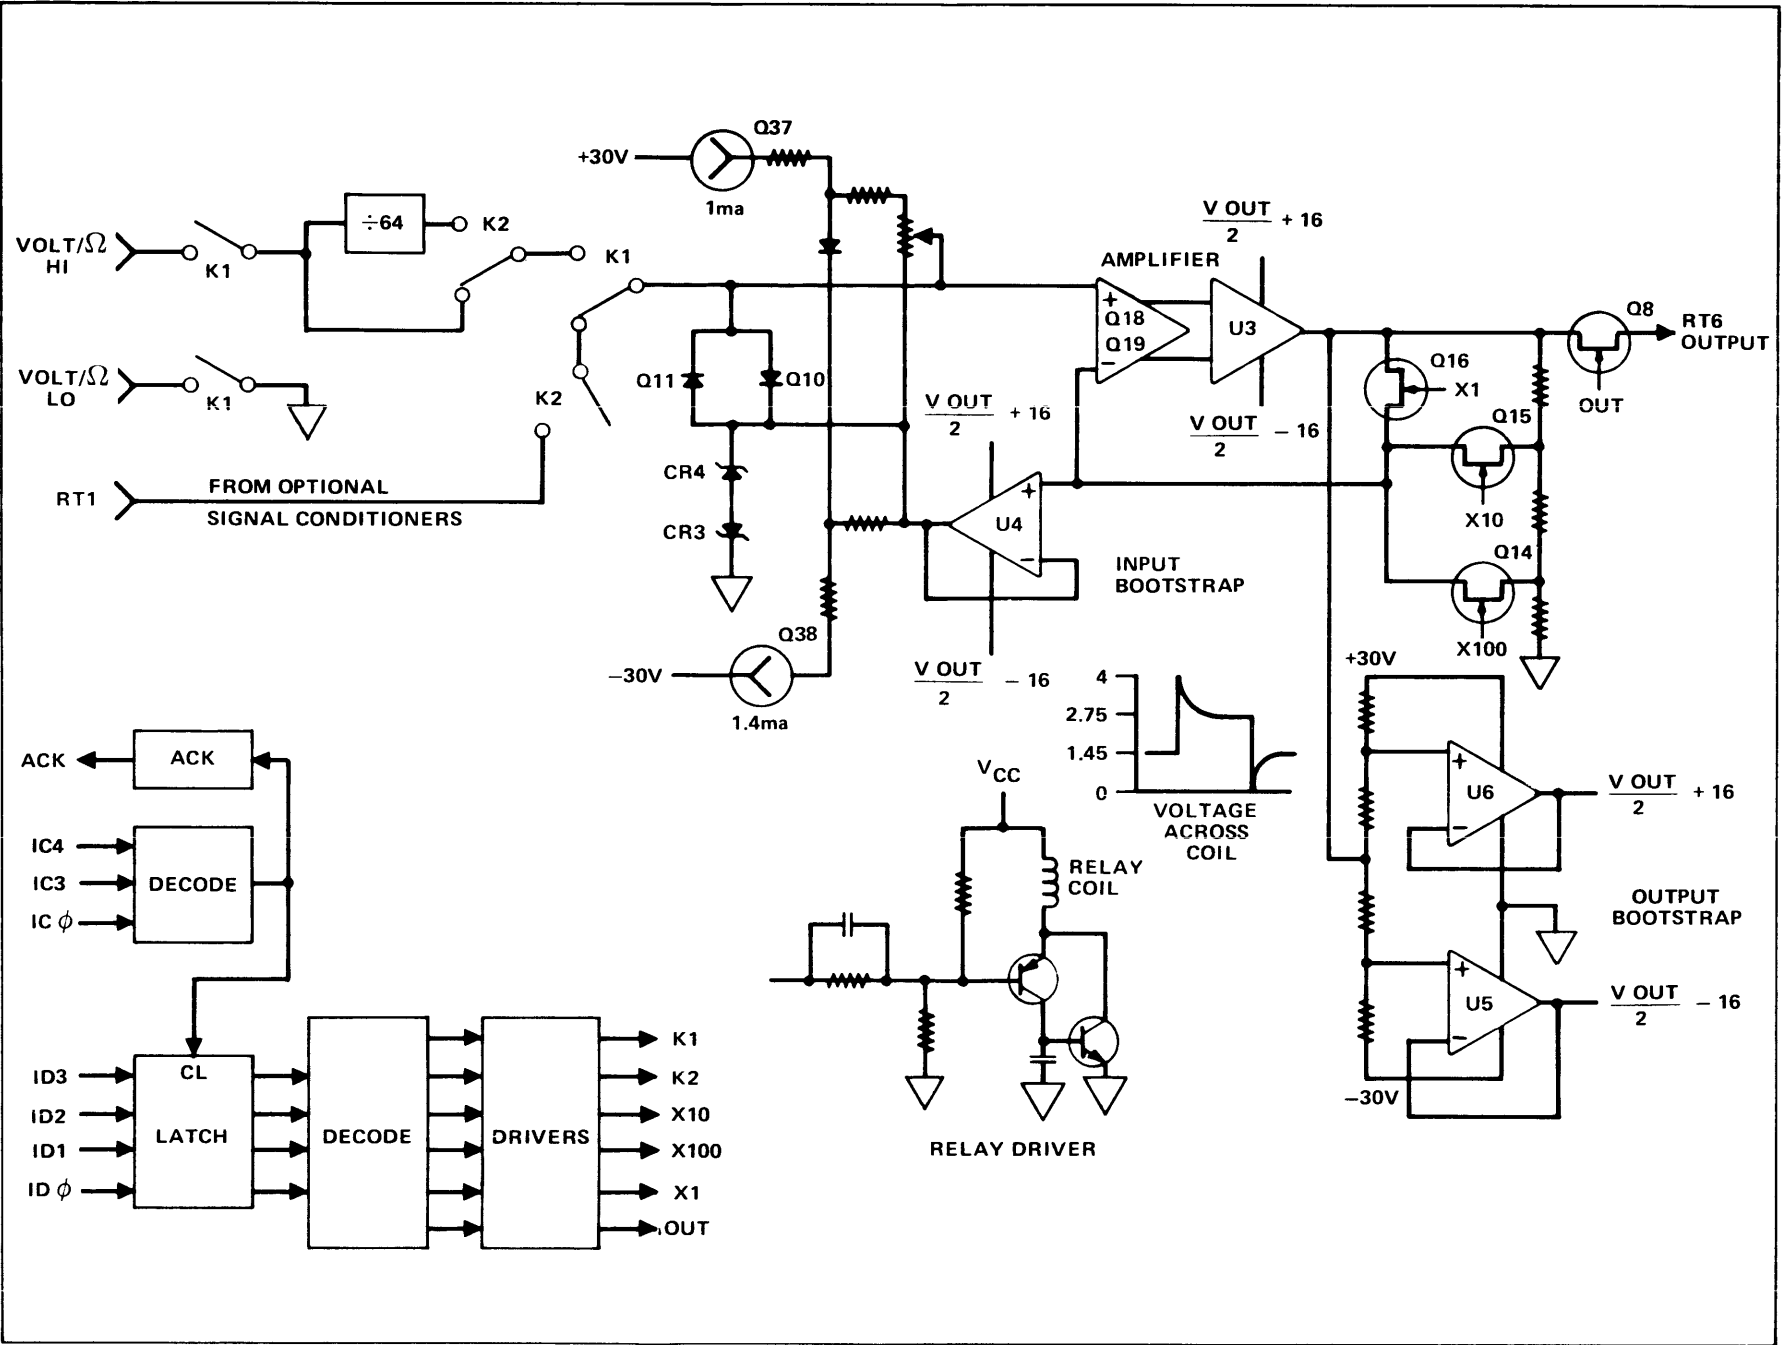 Q37
+30V
1ma
÷64
K2
VOLT/Ω
HI
K1
K1
VOLT/Ω
LO
K1
K2
RT1
FROM OPTIONAL
SIGNAL CONDITIONERS
Q11
Q10
CR4
CR3
V OUT
2
+ 16
AMPLIFIER
+
Q18
Q19
−
U3
V OUT
2
− 16
Q8
RT6
OUTPUT
OUT
Q16
X1
Q15
X10
Q14
X100
V OUT
2
+ 16
+
U4
−
INPUT
BOOTSTRAP
V OUT
2
− 16
Q38
−30V
1.4ma
4
2.75
1.45
0
VOLTAGE
ACROSS
COIL
+30V
+
U6
−
V OUT
2
+ 16
OUTPUT
BOOTSTRAP
+
U5
−
V OUT
2
− 16
−30V
VCC
RELAY
COIL
RELAY DRIVER
ACK
ACK
IC4
IC3
IC ϕ
DECODE
CL
LATCH
ID3
ID2
ID1
ID ϕ
DECODE
DRIVERS
K1
K2
X10
X100
X1
OUT